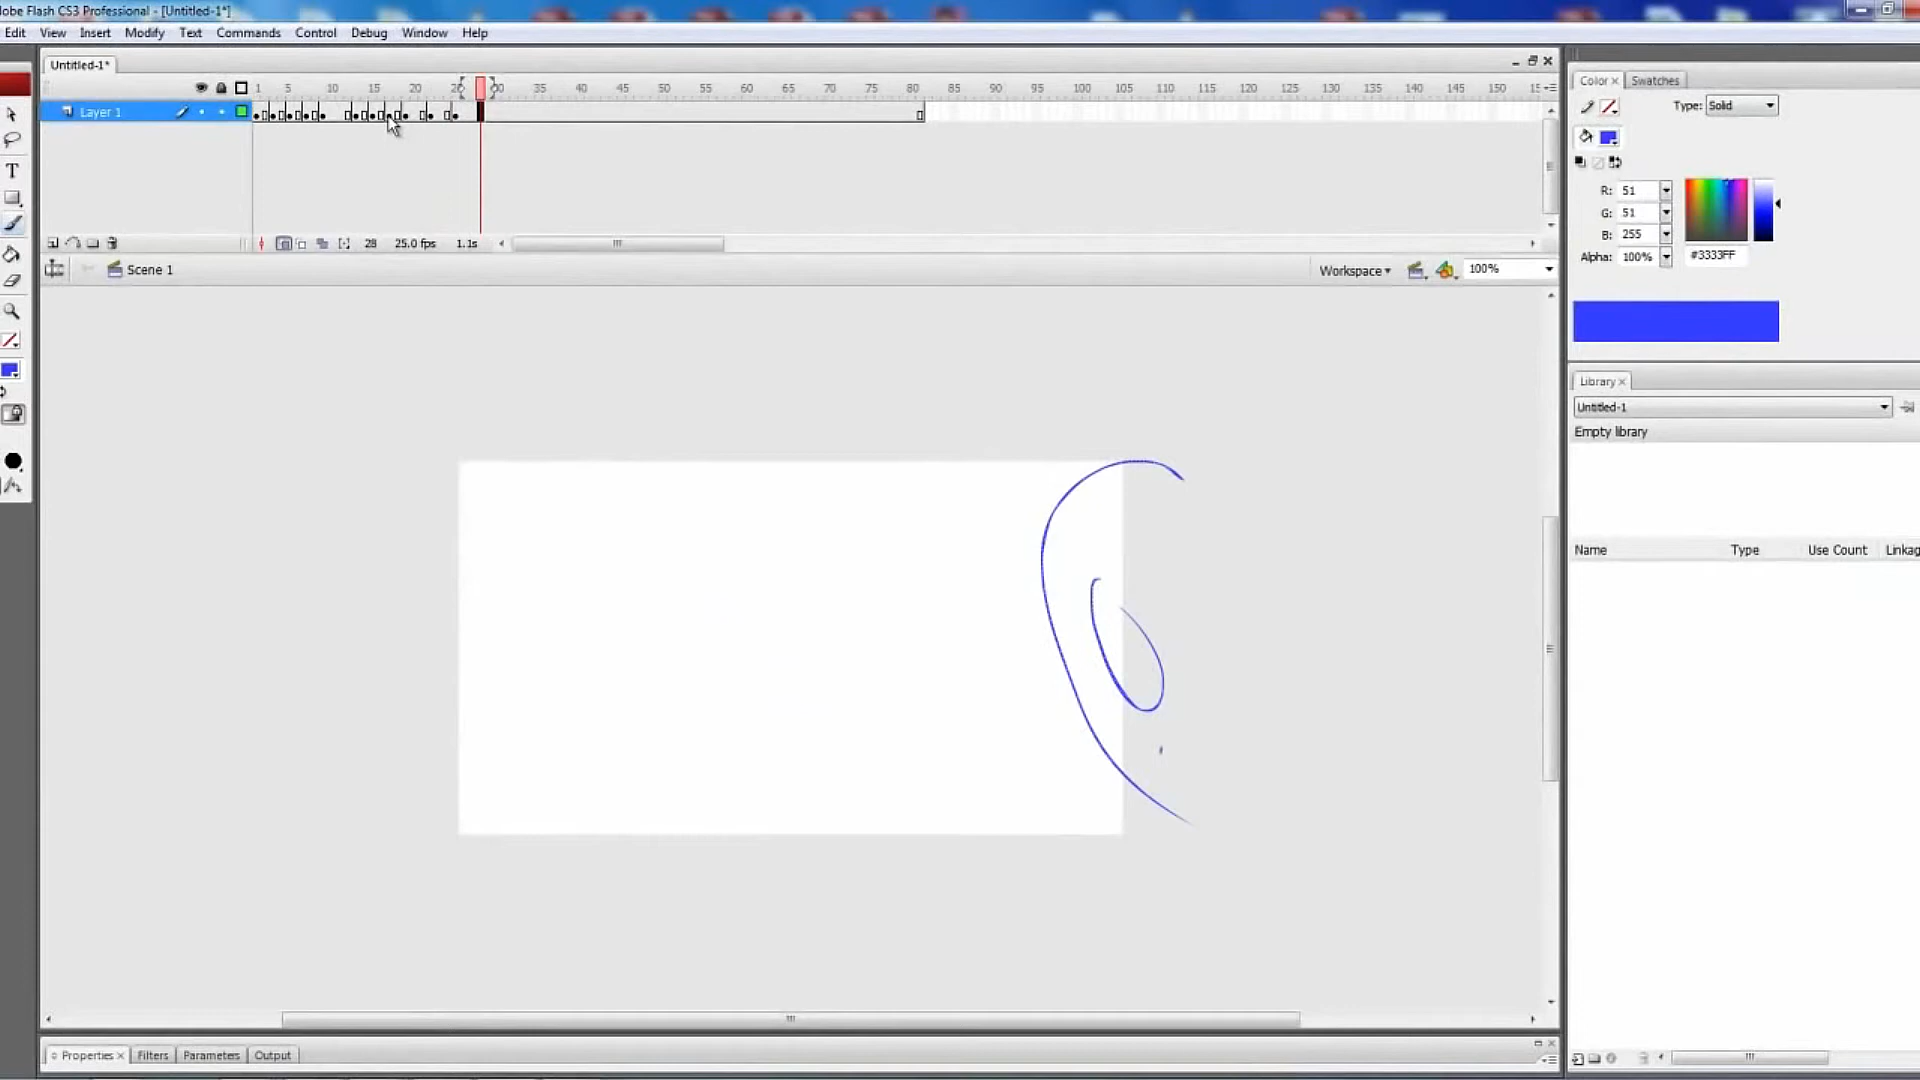 dobe Flash CS3 Professional - [Untitled-1*]
Edit View Insert Modify Text Commands Control Debug Window Help
Untitled-1*
1 5 10 15 20 30 35 40 45 50 55 60 65 70 75 80 85 90 95 100 105 110 115 120 125 130 135 140 145 150
Layer 1
28 25.0 fps 1.1s
Scene 1
Workspace 100%
Color Swatches
Type: Solid
R: 51
G: 51
B: 255
Alpha: 100% #3333FF
Library
Untitled-1
Empty library
Name Type Use Count Linkag
Properties Filters Parameters Output